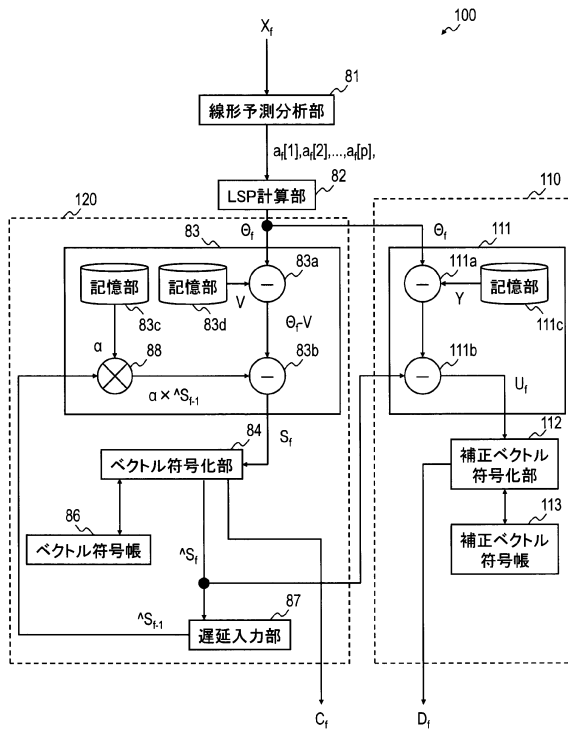 100
X_f
81
線形予測分析部
a_f[1],a_f[2],...,a_f[p],
82
LSP計算部
120
110
83
Θ_f
Θ_f
111
記憶部
83c
記憶部
83d
V
83a
111a
Y
記憶部
111c
α
88
Θ_f-V
α × ^S_{f-1}
83b
111b
S_f
U_f
84
ベクトル符号化部
112
補正ベクトル
符号化部
86
ベクトル符号帳
113
補正ベクトル
符号帳
^S_f
^S_{f-1}
87
遅延入力部
C_f
D_f